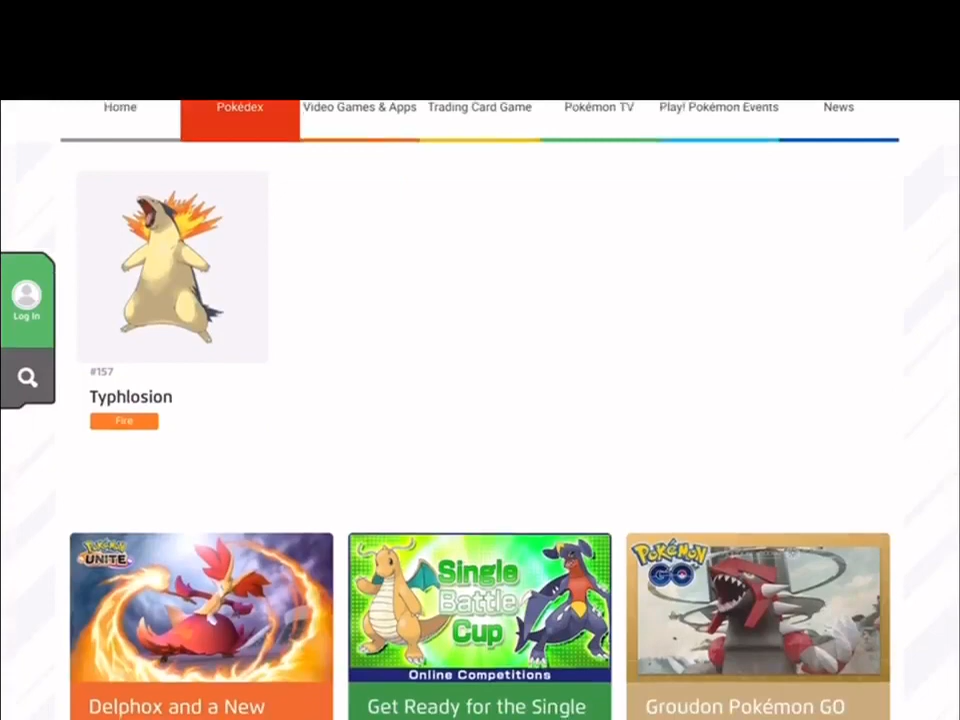 Home Pokédex Video Games & Apps Trading Card Game Pokémon TV Play! Pokémon Events News
Log In
#157
Typhlosion
Fire
Pokémon
UNITE
Single
Battle
Cup
Online Competitions
Pokémon
GO
Delphox and a New
Get Ready for the Single
Groudon Pokémon GO